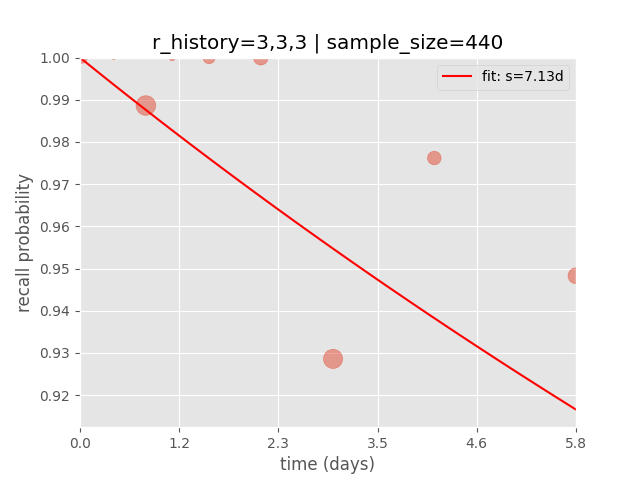 r_history=3,3,3 | sample_size=440
fit: s=7.13d
1.00
0.99
0.98
0.97
0.96
0.95
0.94
0.93
0.92
recall probability
0.0 1.2 2.3 3.5 4.6 5.8
time (days)